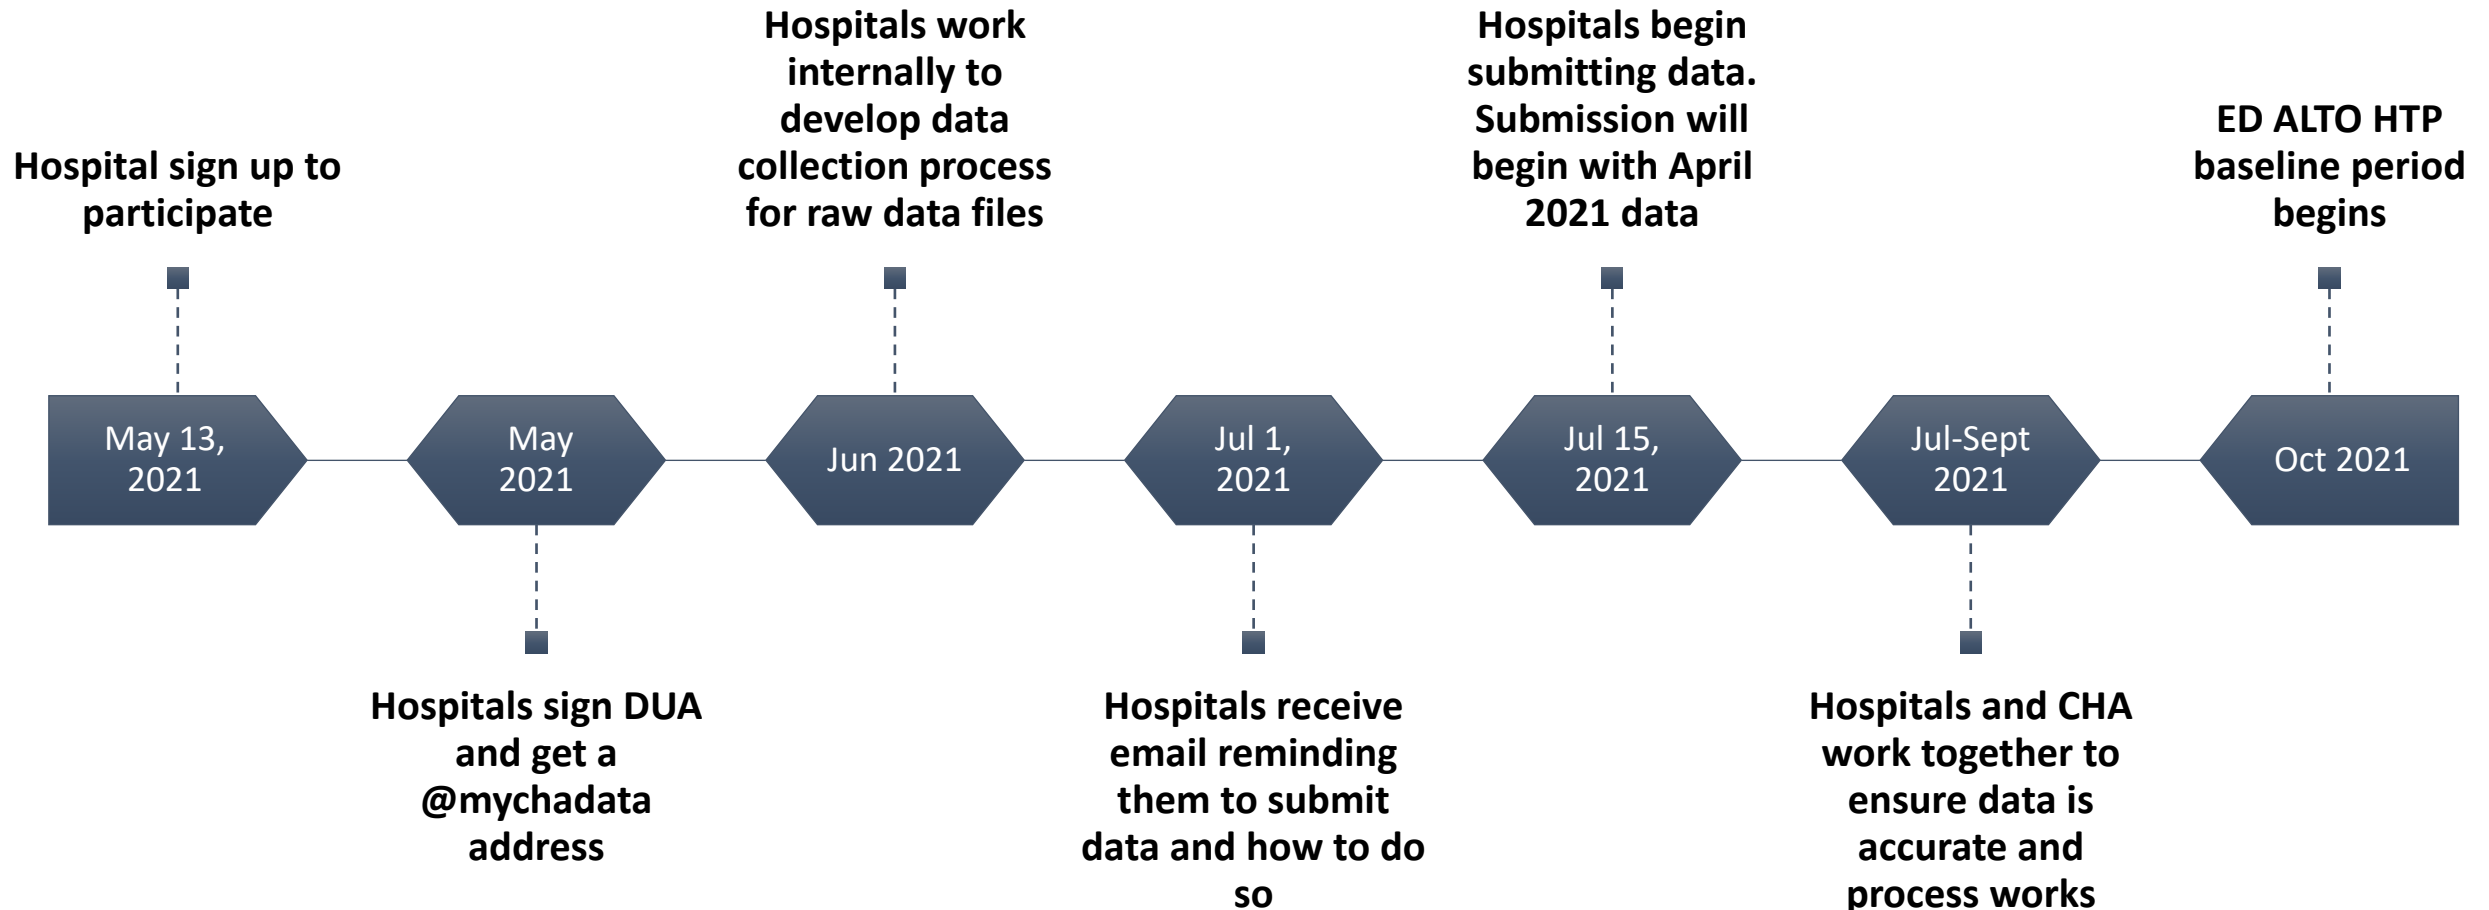 Hospital sign up to
participate
Hospitals work
internally to
develop data
collection process
for raw data files
Hospitals begin
submitting data.
Submission will
begin with April
2021 data
ED ALTO HTP
baseline period
begins
May 13,
2021
May
2021
Jun 2021
Jul 1,
2021
Jul 15,
2021
Jul-Sept
2021
Oct 2021
Hospitals sign DUA
and get a
@mychadata
address
Hospitals receive
email reminding
them to submit
data and how to do
so
Hospitals and CHA
work together to
ensure data is
accurate and
process works